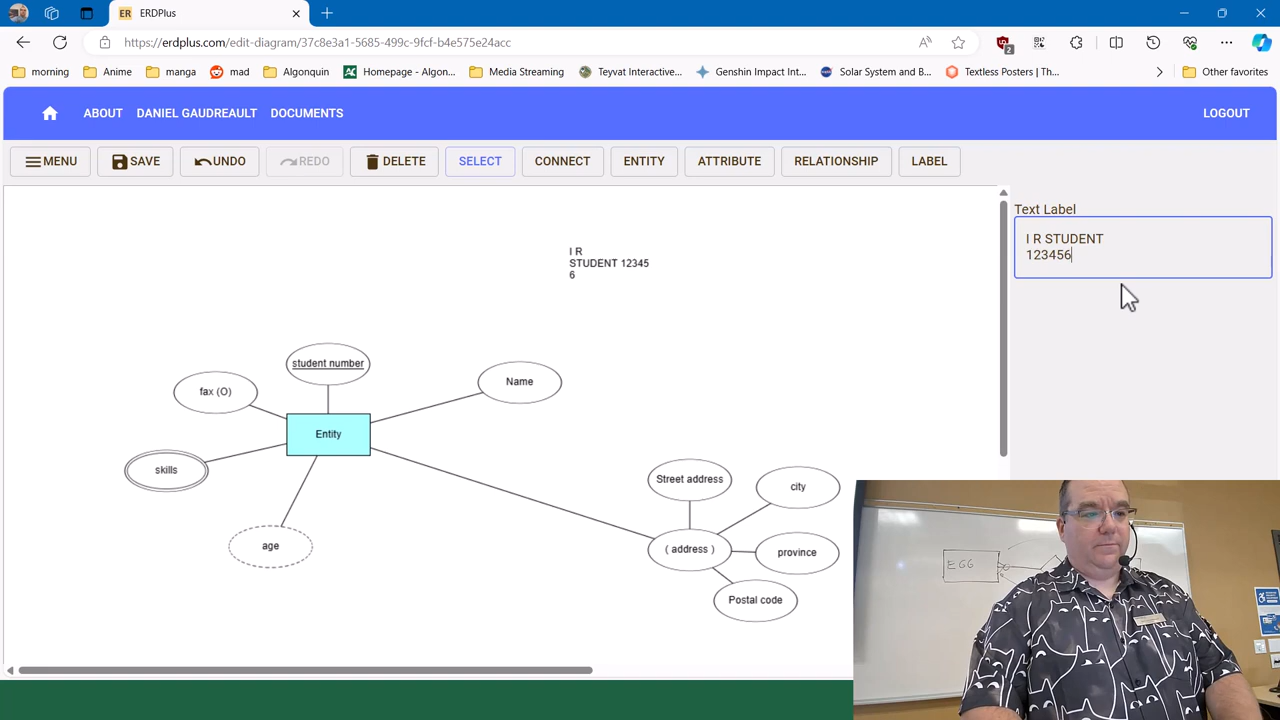 ERDPlus
https://erdplus.com/edit-diagram/37c8e3a1-5685-499c-9fcf-b4e575e24acc
2
morning
Anime
manga
mad
Algonquin
Homepage - Algon...
Media Streaming
Teyvat Interactive...
Genshin Impact Int...
Solar System and B...
Textless Posters | Th...
Other favorites
ABOUT
DANIEL GAUDREAULT
DOCUMENTS
LOGOUT
MENU
SAVE
UNDO
REDO
DELETE
SELECT
CONNECT
ENTITY
ATTRIBUTE
RELATIONSHIP
LABEL
Text Label
I R STUDENT
123456
I R
STUDENT 12345
6
student number
fax (O)
Name
Entity
skills
age
Street address
city
( address )
province
Postal code
EGG